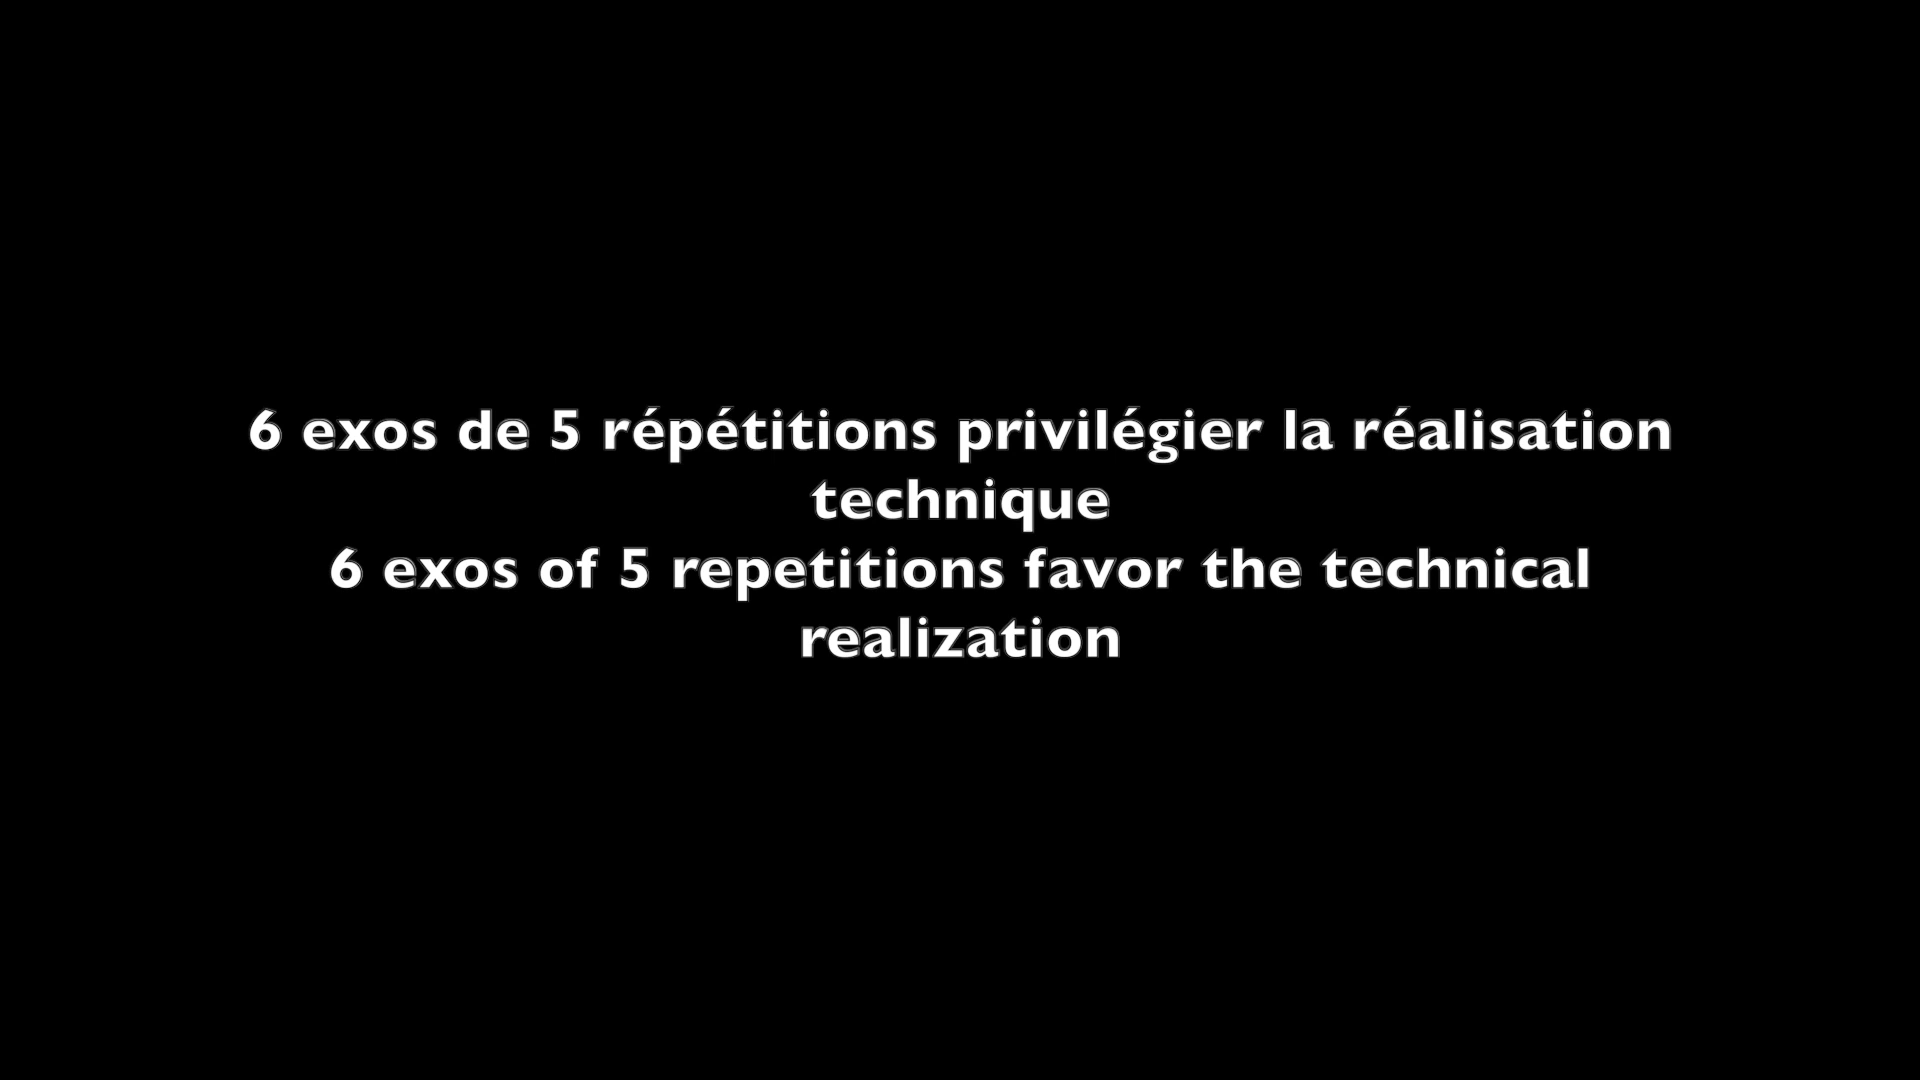 6 exos de 5 répétitions privilégier la réalisation
technique
6 exos of 5 repetitions favor the technical
realization